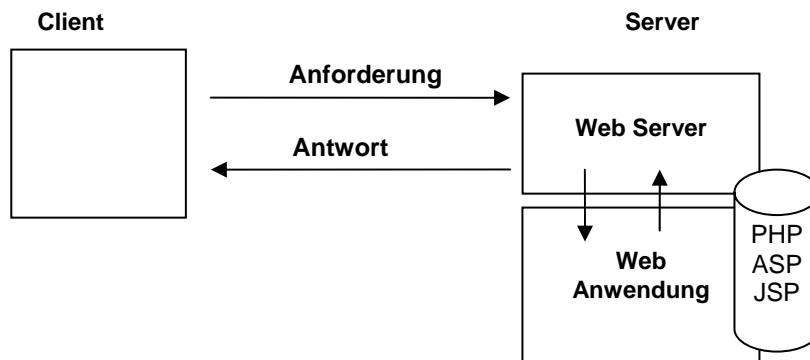 Client
Server
Anforderung
Web Server
Antwort
PHP
ASP
JSP
Web
Anwendung